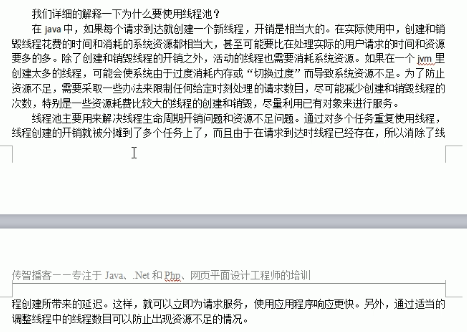 我们详细的解释一下为什么要使用线程池？
在 java 中，如果每个请求到达就创建一个新线程，开销是相当大的。在实际使用中，创建和销
毁线程花费的时间和消耗的系统资源都相当大，甚至可能要比在处理实际的用户请求的时间和资源
要多的多。除了创建和销毁线程的开销之外，活动的线程也需要消耗系统资源。如果在一个 jvm 里
创建太多的线程，可能会使系统由于过度消耗内存或“切换过度”而导致系统资源不足。为了防止
资源不足，需要采取一些办法来限制任何给定时刻处理的请求数目，尽可能减少创建和销毁线程的
次数，特别是一些资源耗费比较大的线程的创建和销毁，尽量利用已有对象来进行服务。
线程池主要用来解决线程生命周期开销问题和资源不足问题。通过对多个任务重复使用线程，
线程创建的开销就被分摊到了多个任务上了，而且由于在请求到达时线程已经存在，所以消除了线
传智播客——专注于 Java、.Net 和 Php、网页平面设计工程师的培训
程创建所带来的延迟。这样，就可以立即为请求服务，使用应用程序响应更快。另外，通过适当的
调整线程中的线程数目可以防止出现资源不足的情况。